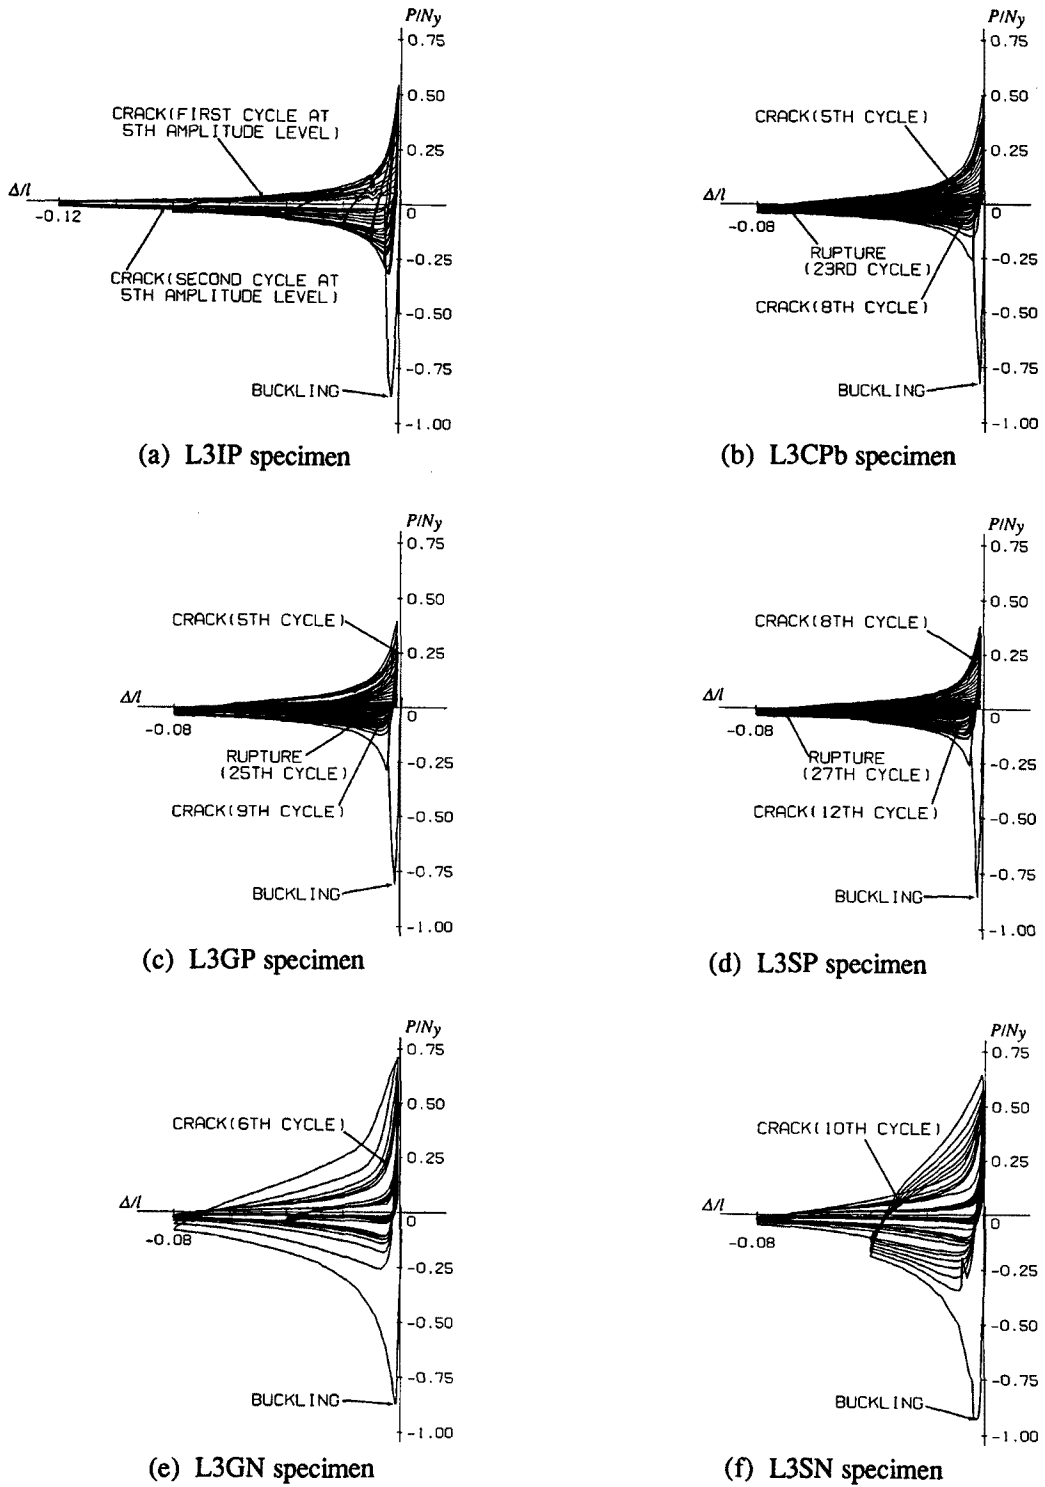 P/Ny
0.75
0.50
CRACK(FIRST CYCLE AT
5TH AMPLITUDE LEVEL)
0.25
Δ/l
-0.12
0
-0.25
CRACK(SECOND CYCLE AT
5TH AMPLITUDE LEVEL)
-0.50
-0.75
BUCKLING
-1.00
(a) L3IP specimen
P/Ny
0.75
0.50
CRACK(5TH CYCLE)
0.25
Δ/l
-0.08
0
RUPTURE
(23RD CYCLE)
-0.25
CRACK(8TH CYCLE)
-0.50
-0.75
BUCKLING
-1.00
(b) L3CPb specimen
P/Ny
0.75
0.50
CRACK(5TH CYCLE)
0.25
Δ/l
-0.08
0
RUPTURE
(25TH CYCLE)
-0.25
CRACK(9TH CYCLE)
-0.50
-0.75
BUCKLING
-1.00
(c) L3GP specimen
P/Ny
0.75
0.50
CRACK(8TH CYCLE)
0.25
Δ/l
-0.08
0
RUPTURE
(27TH CYCLE)
-0.25
CRACK(12TH CYCLE)
-0.50
-0.75
BUCKLING
-1.00
(d) L3SP specimen
P/Ny
0.75
0.50
CRACK(6TH CYCLE)
0.25
Δ/l
-0.08
0
-0.25
-0.50
-0.75
BUCKLING
-1.00
(e) L3GN specimen
P/Ny
0.75
0.50
CRACK(10TH CYCLE)
0.25
Δ/l
-0.08
0
-0.25
-0.50
-0.75
BUCKLING
-1.00
(f) L3SN specimen